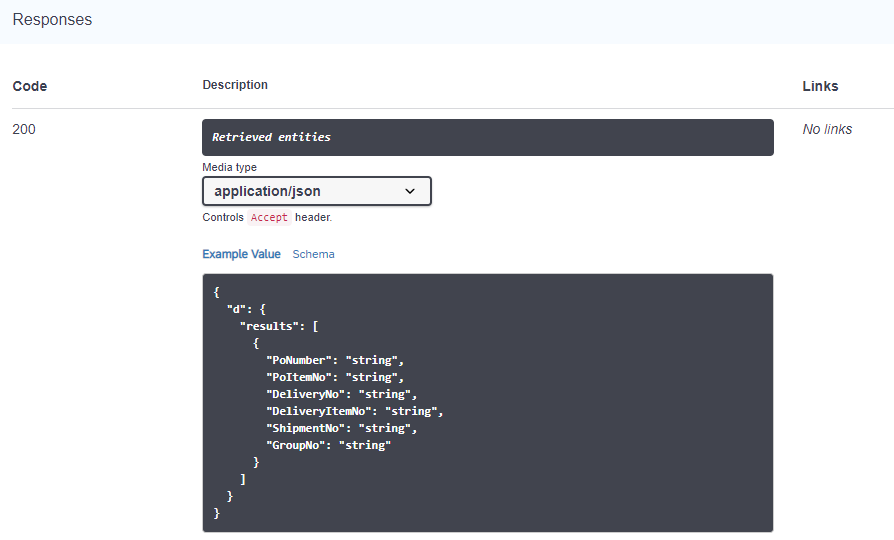 Responses
Code Description Links
200 Retrieved entities No links
Media type
application/json
Controls Accept header.
Example Value Schema
{
  "d": {
    "results": [
      {
        "PoNumber": "string",
        "PoItemNo": "string",
        "DeliveryNo": "string",
        "DeliveryItemNo": "string",
        "ShipmentNo": "string",
        "GroupNo": "string"
      }
    ]
  }
}